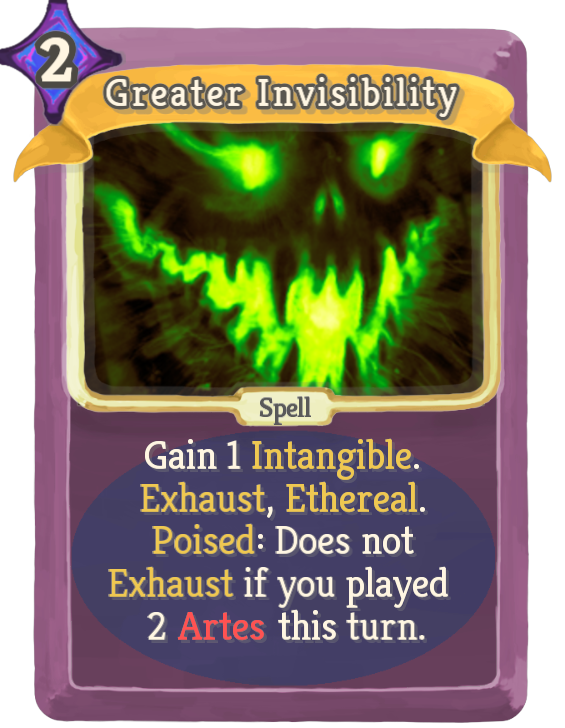 2
Greater Invisibility
Spell
Gain 1 Intangible.
Exhaust, Ethereal.
Poised: Does not
Exhaust if you played
2 Artes this turn.